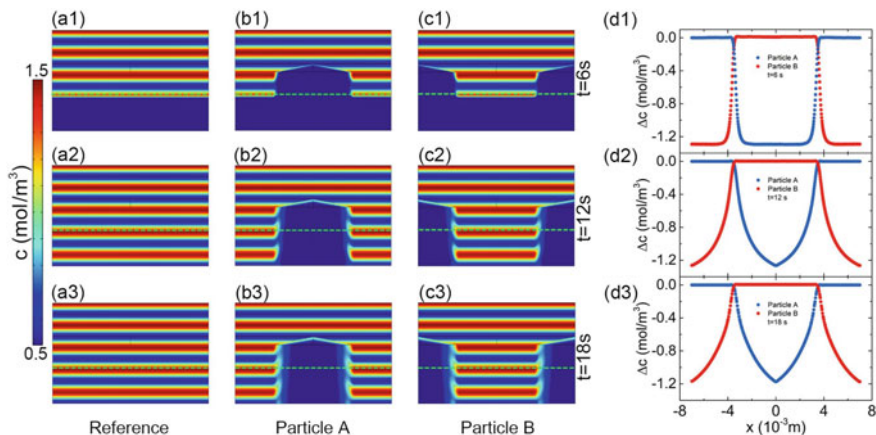 (a1)
(b1)
(c1)
(d1)
1.5
c (mol/m³)
0.5
t=6s
(a2)
(b2)
(c2)
t=12s
(a3)
(b3)
(c3)
t=18s
Reference
Particle A
Particle B
0.0
-0.4
-0.8
-1.2
Δc (mol/m³)
Particle A
Particle B
t=6 s
(d2)
0.0
-0.4
-0.8
-1.2
Δc (mol/m³)
Particle A
Particle B
t=12 s
(d3)
0.0
-0.4
-0.8
-1.2
Δc (mol/m³)
Particle A
Particle B
t=18 s
-8 -4 0 4 8
x (10⁻³m)